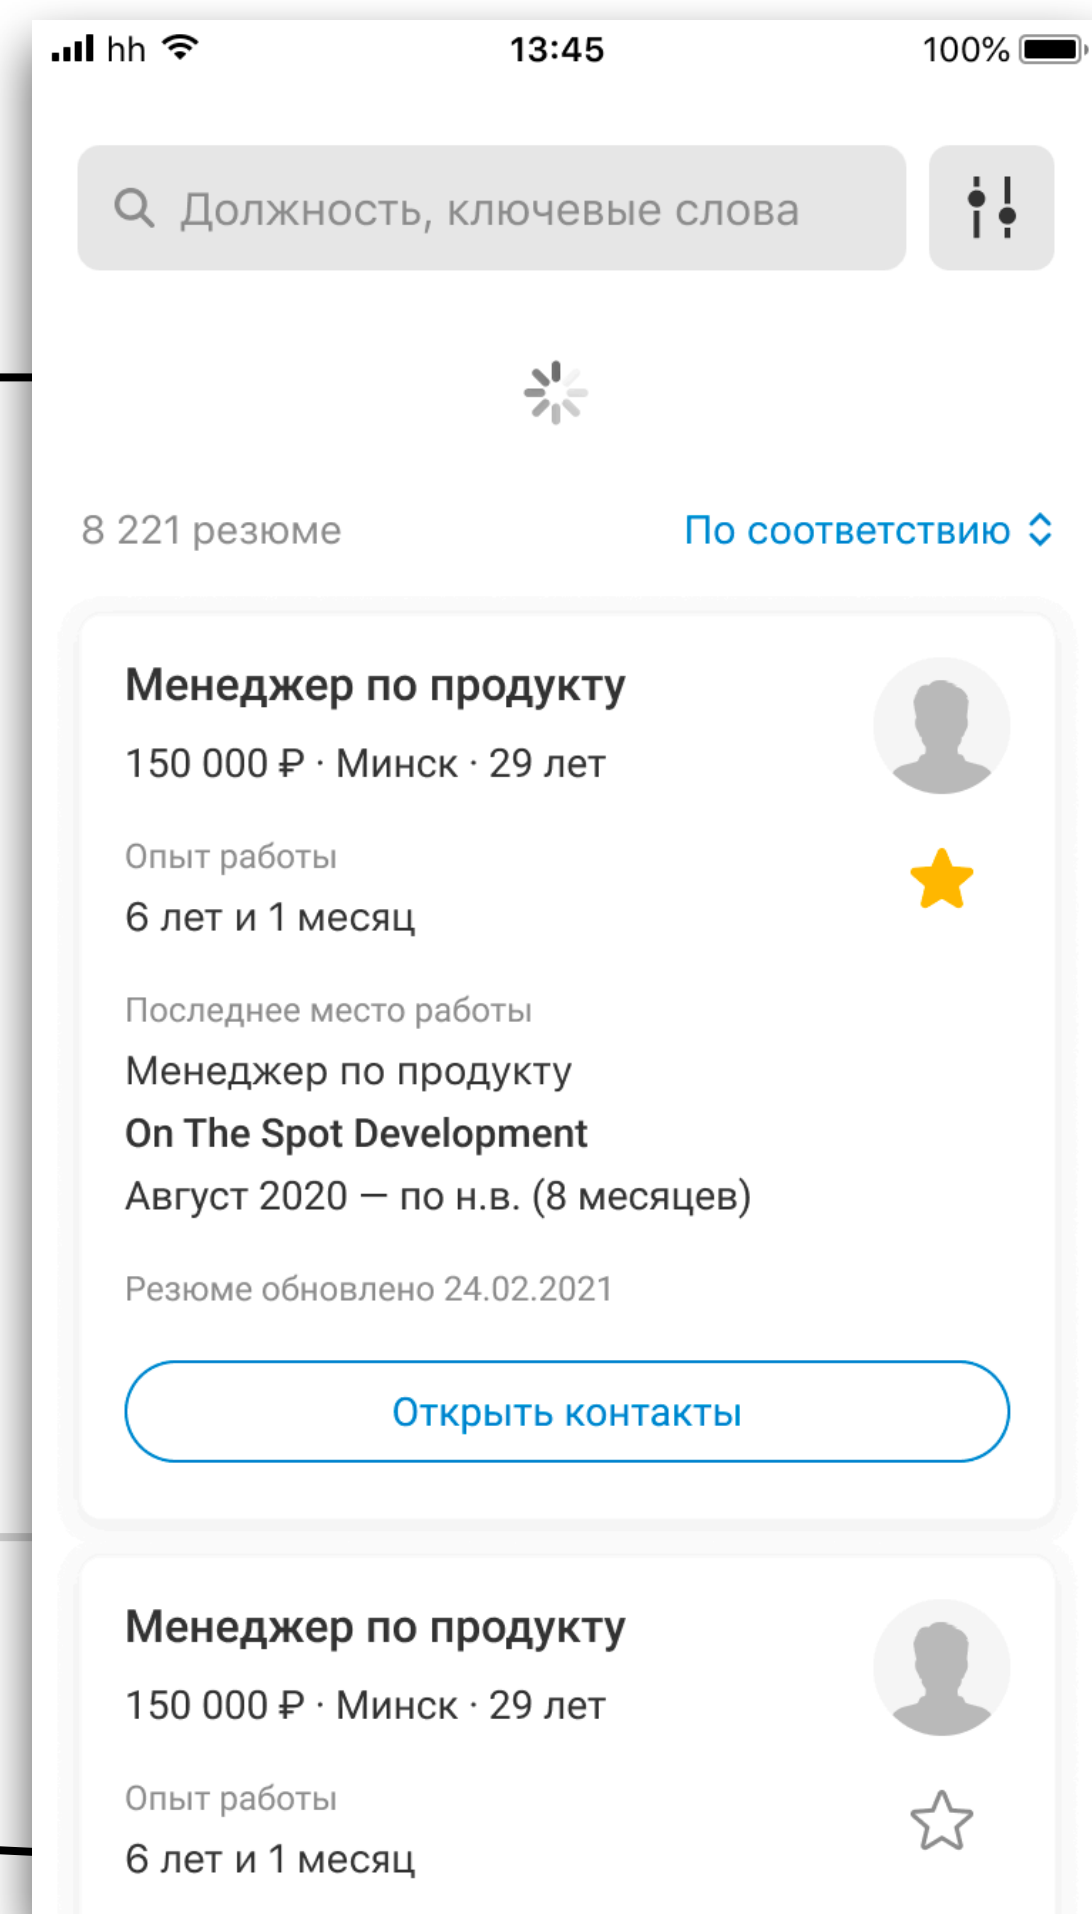 hh 13:45 100%
Должность, ключевые слова
8 221 резюме По соответствию
Менеджер по продукту
150 000 ₽ · Минск · 29 лет
Опыт работы
6 лет и 1 месяц
Последнее место работы
Менеджер по продукту
On The Spot Development
Август 2020 — по н.в. (8 месяцев)
Резюме обновлено 24.02.2021
Открыть контакты
Менеджер по продукту
150 000 ₽ · Минск · 29 лет
Опыт работы
6 лет и 1 месяц